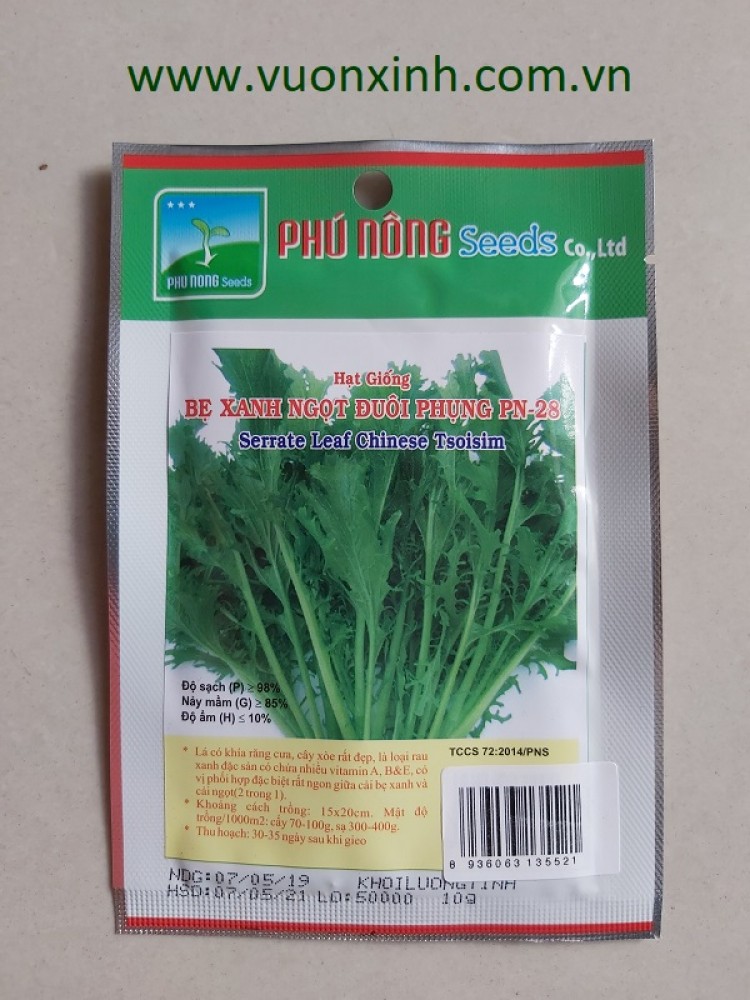 www.vuonxinh.com.vn
PHÚ NÔNG Seeds Co.,Ltd
PHU NONG Seeds
Hạt Giống
BẸ XANH NGỌT ĐUÔI PHỤNG PN-28
Serrate Leaf Chinese Tsoisim
Độ sạch (P) ≥ 98%
Nảy mầm (G) ≥ 85%
Độ ẩm (H) ≤ 10%
TCCS 72:2014/PNS
* Lá có khía răng cưa, cây xòe rất đẹp, là loại rau
xanh đặc sản có chứa nhiều vitamin A, B&E, có
vị phối hợp đặc biệt rất ngon giữa cải bẹ xanh và
cải ngọt(2 trong 1).
* Khoảng cách trồng: 15x20cm. Mật độ
trồng/1000m2: cấy 70-100g, sạ 300-400g.
* Thu hoạch: 30-35 ngày sau khi gieo
8 936063 135521
NDG:07/05/19 KHOILUONGTINH
HSD:07/05/21 LO:50000 10g